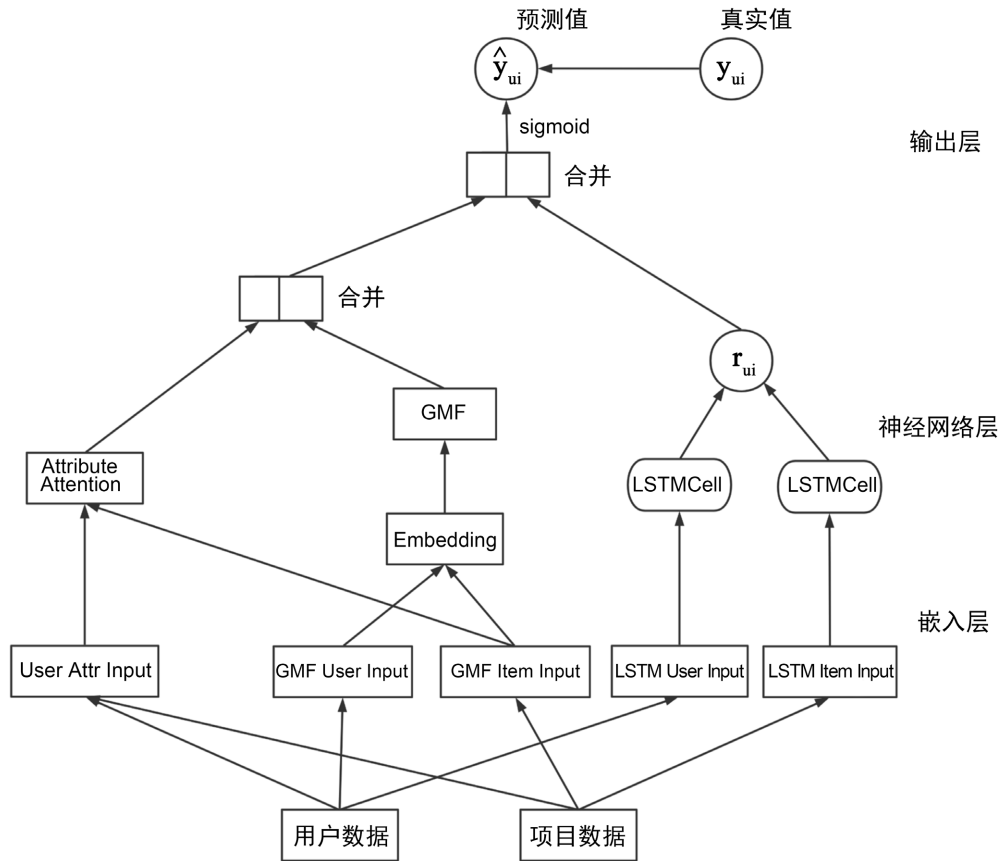 预测值
真实值
ŷui
yui
sigmoid
输出层
合并
合并
rui
GMF
神经网络层
Attribute
Attention
LSTMCell
LSTMCell
Embedding
嵌入层
User Attr Input
GMF User Input
GMF Item Input
LSTM User Input
LSTM Item Input
用户数据
项目数据